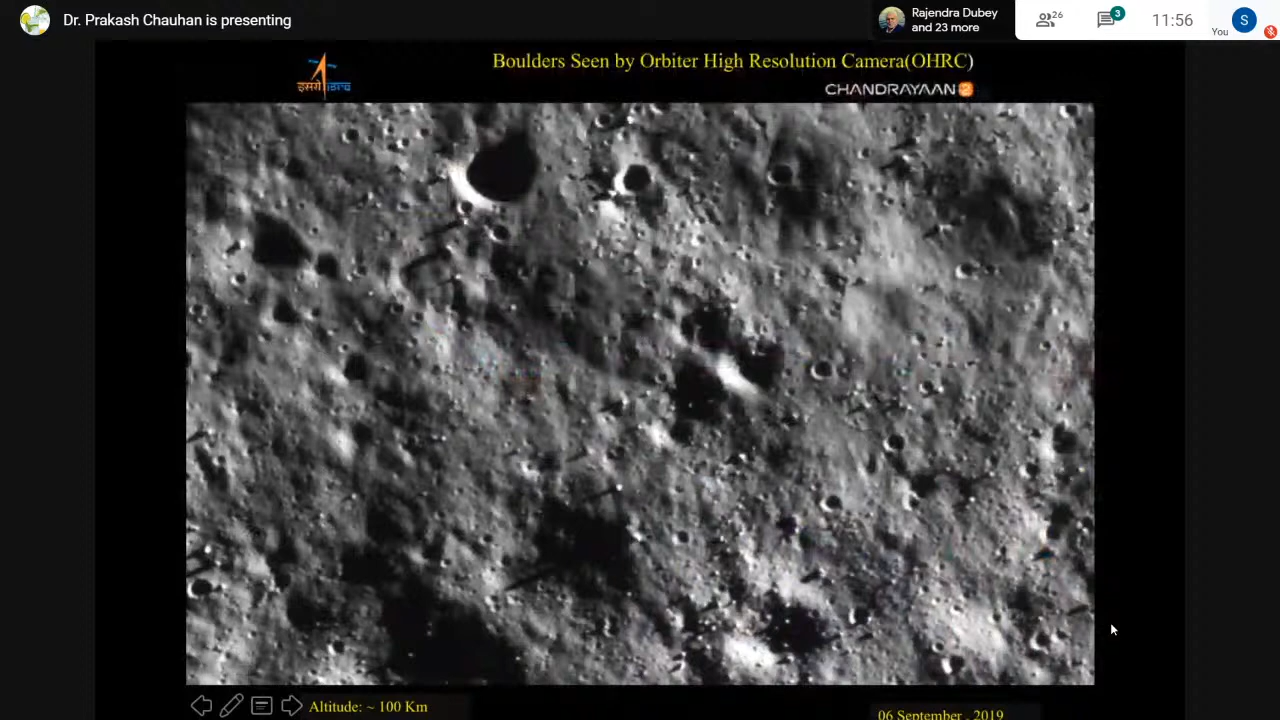 Dr. Prakash Chauhan is presenting
Rajendra Dubey
and 23 more
26
3
11:56
You
S
Boulders Seen by Orbiter High Resolution Camera(OHRC)
इसरो isro
CHANDRAYAAN 2
Altitude: ~ 100 Km
06 September , 2019